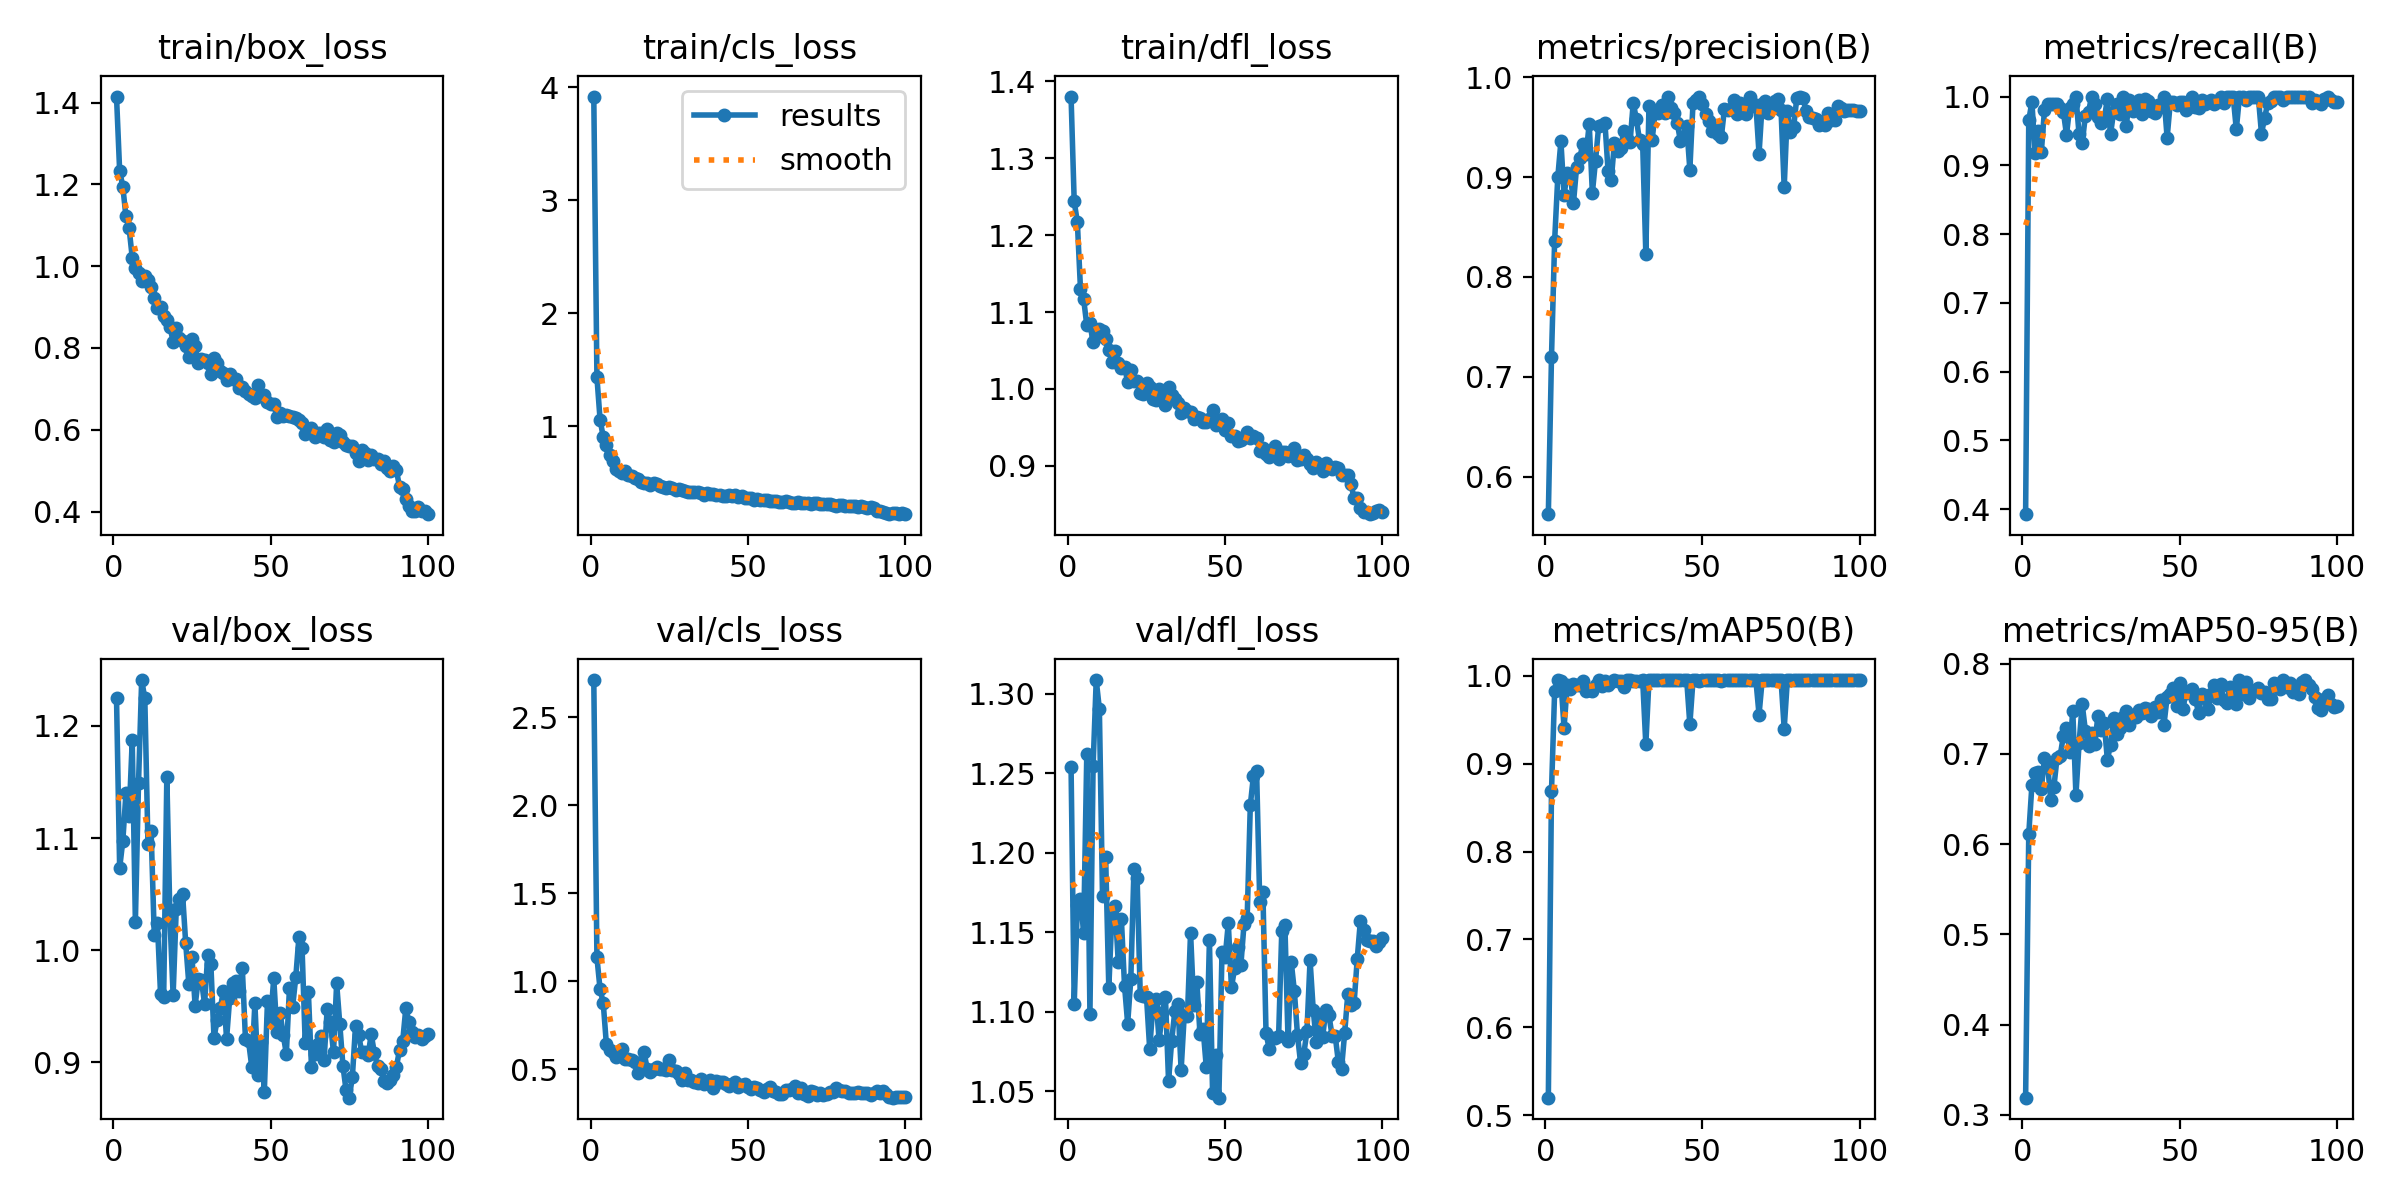 train/box_loss
train/cls_loss
train/dfl_loss
metrics/precision(B)
metrics/recall(B)
1.4
1.2
1.0
0.8
0.6
0.4
0 50 100
4
3
2
1
0 50 100
results
smooth
1.4
1.3
1.2
1.1
1.0
0.9
0 50 100
1.0
0.9
0.8
0.7
0.6
0 50 100
1.0
0.9
0.8
0.7
0.6
0.5
0.4
0 50 100
val/box_loss
val/cls_loss
val/dfl_loss
metrics/mAP50(B)
metrics/mAP50-95(B)
1.2
1.1
1.0
0.9
0 50 100
2.5
2.0
1.5
1.0
0.5
0 50 100
1.30
1.25
1.20
1.15
1.10
1.05
0 50 100
1.0
0.9
0.8
0.7
0.6
0.5
0 50 100
0.8
0.7
0.6
0.5
0.4
0.3
0 50 100